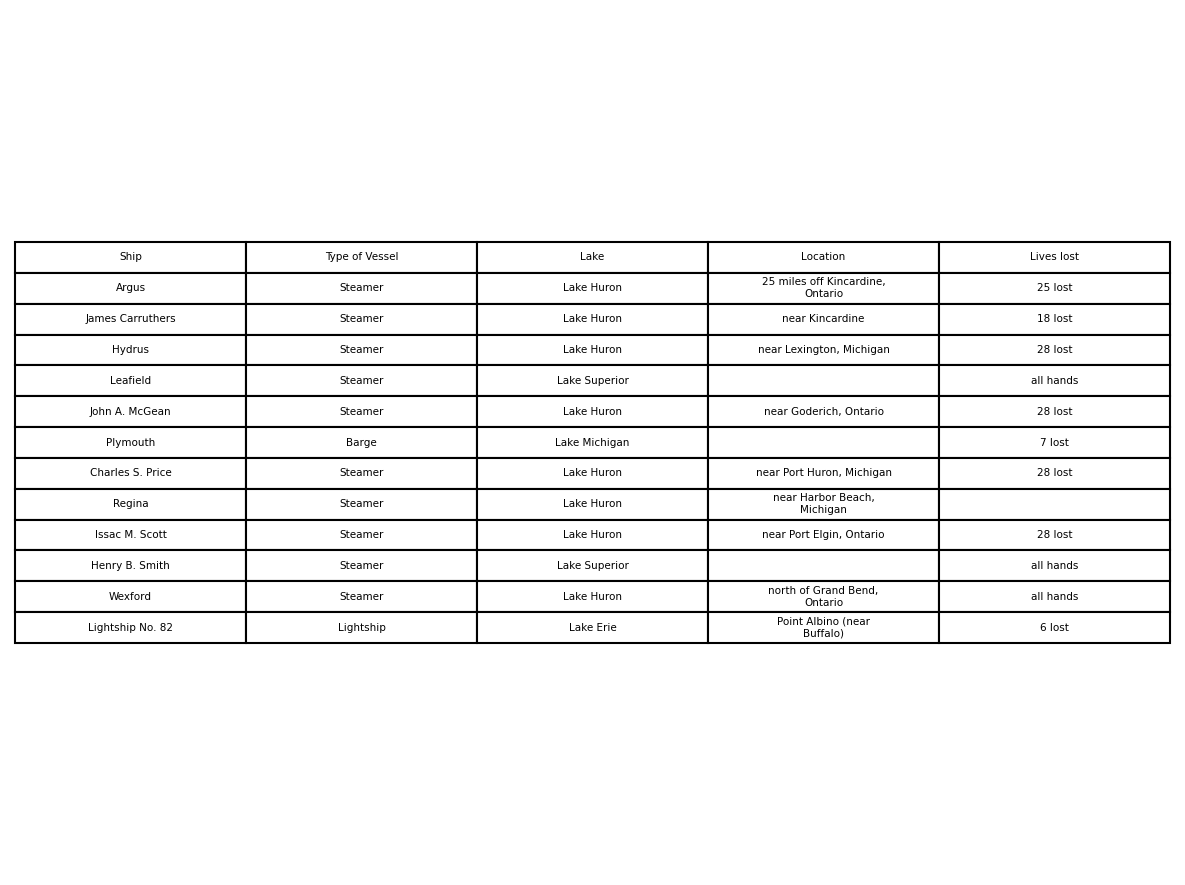 Ship Type of Vessel Lake Location Lives lost
Argus Steamer Lake Huron 25 miles off Kincardine, Ontario 25 lost
James Carruthers Steamer Lake Huron near Kincardine 18 lost
Hydrus Steamer Lake Huron near Lexington, Michigan 28 lost
Leafield Steamer Lake Superior all hands
John A. McGean Steamer Lake Huron near Goderich, Ontario 28 lost
Plymouth Barge Lake Michigan 7 lost
Charles S. Price Steamer Lake Huron near Port Huron, Michigan 28 lost
Regina Steamer Lake Huron near Harbor Beach, Michigan
Issac M. Scott Steamer Lake Huron near Port Elgin, Ontario 28 lost
Henry B. Smith Steamer Lake Superior all hands
Wexford Steamer Lake Huron north of Grand Bend, Ontario all hands
Lightship No. 82 Lightship Lake Erie Point Albino (near Buffalo) 6 lost